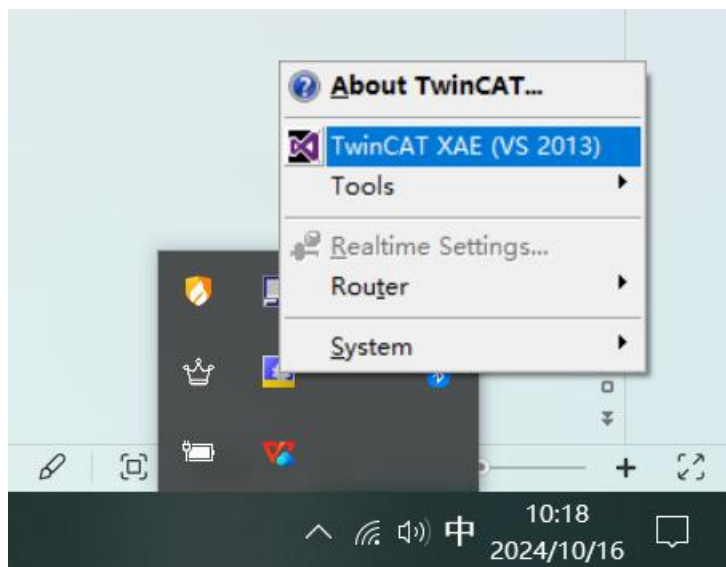 About TwinCAT...
TwinCAT XAE (VS 2013)
Tools
Realtime Settings...
Router
System
中
10:18
2024/10/16